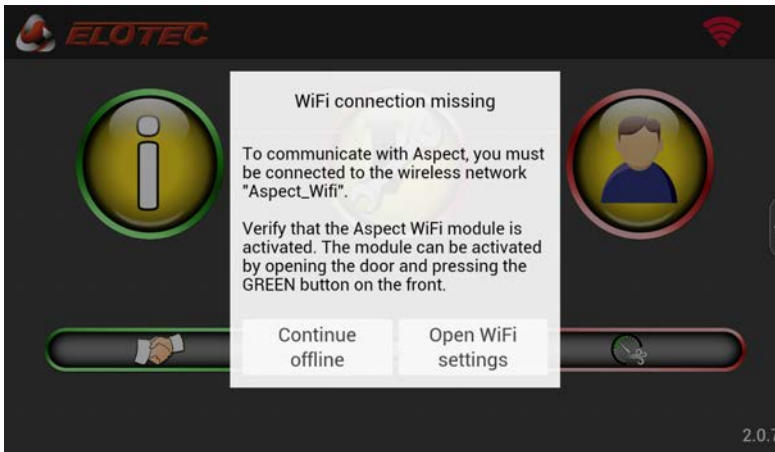 ELOTEC
WiFi connection missing
To communicate with Aspect, you must
be connected to the wireless network
"Aspect_Wifi".
Verify that the Aspect WiFi module is
activated. The module can be activated
by opening the door and pressing the
GREEN button on the front.
Continue
offline
Open WiFi
settings
2.0.7